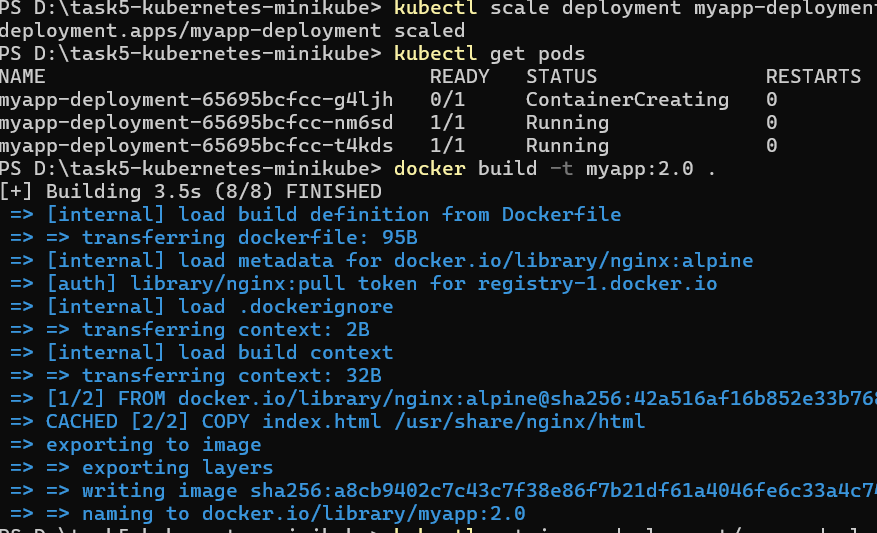 PS D:\task5-kubernetes-minikube> kubectl scale deployment myapp-deployment
deployment.apps/myapp-deployment scaled
PS D:\task5-kubernetes-minikube> kubectl get pods
NAME READY STATUS RESTARTS
myapp-deployment-65695bcfcc-g4ljh 0/1 ContainerCreating 0
myapp-deployment-65695bcfcc-nm6sd 1/1 Running 0
myapp-deployment-65695bcfcc-t4kds 1/1 Running 0
PS D:\task5-kubernetes-minikube> docker build -t myapp:2.0 .
[+] Building 3.5s (8/8) FINISHED
=> [internal] load build definition from Dockerfile
=> => transferring dockerfile: 95B
=> [internal] load metadata for docker.io/library/nginx:alpine
=> [auth] library/nginx:pull token for registry-1.docker.io
=> [internal] load .dockerignore
=> => transferring context: 2B
=> [internal] load build context
=> => transferring context: 32B
=> [1/2] FROM docker.io/library/nginx:alpine@sha256:42a516af16b852e33b768
=> CACHED [2/2] COPY index.html /usr/share/nginx/html
=> exporting to image
=> => exporting layers
=> => writing image sha256:a8cb9402c7c43c7f38e86f7b21df61a4046fe6c33a4c74
=> => naming to docker.io/library/myapp:2.0
PS D:\task5-kubernetes-minikube> kubectl